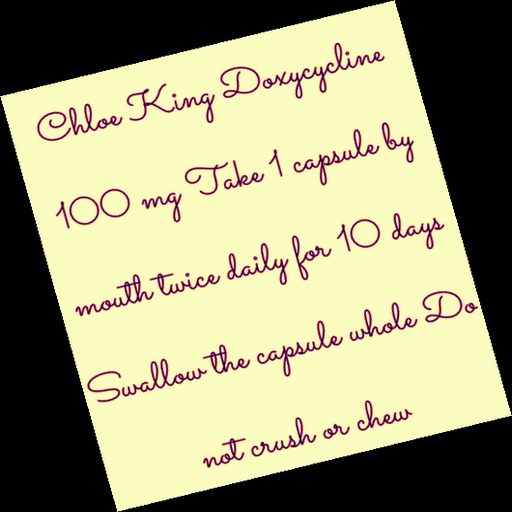 Chloe King Doxycycline
100 mg Take 1 capsule by
mouth twice daily for 10 days
Swallow the capsule whole Do
not crush or chew